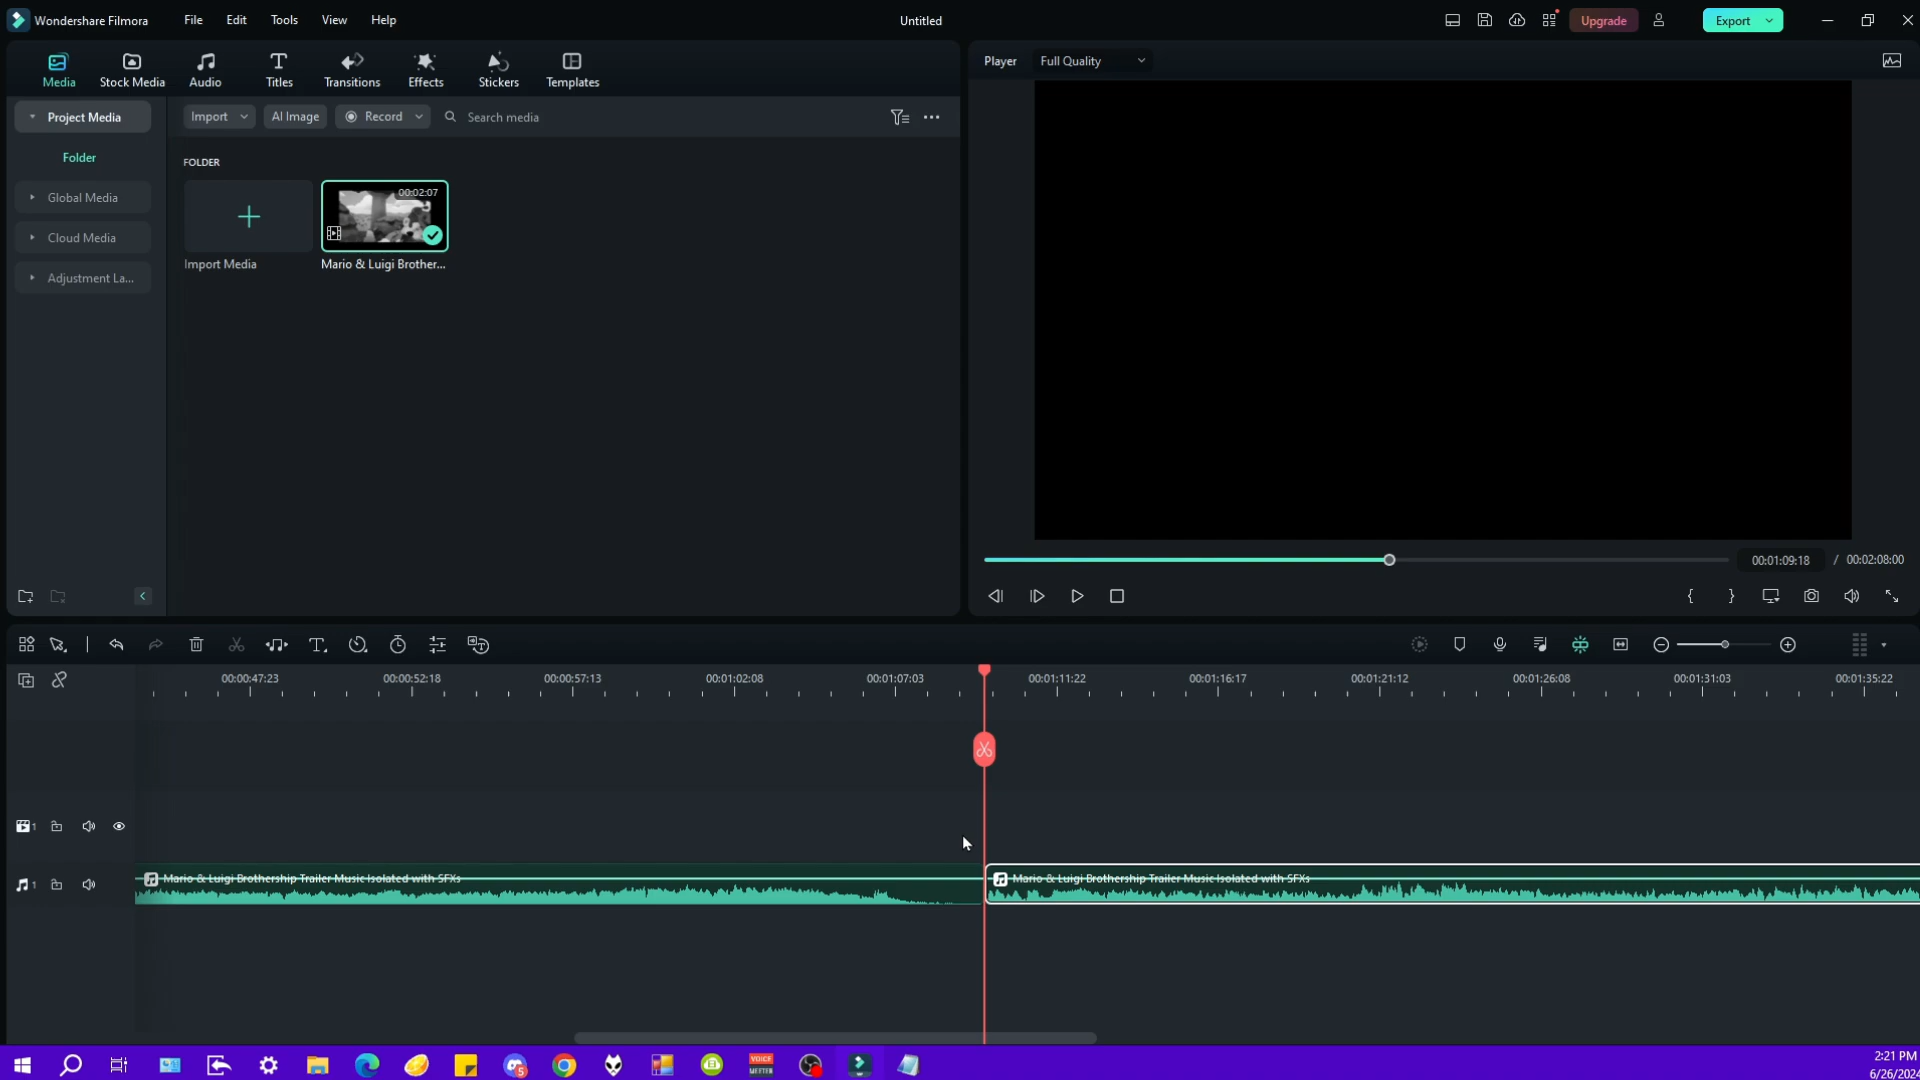 Wondershare Filmora File Edit Tools View Help Untitled Upgrade Export
Media Stock Media Audio Titles Transitions Effects Stickers Templates
Player Full Quality
Project Media Import AI Image Record Search media
Folder
FOLDER
Global Media
Cloud Media
Adjustment La...
00:02:07
Import Media Mario & Luigi Brother...
00:01:09:18 / 00:02:08:00
00:00:47:23 00:00:52:18 00:00:57:13 00:01:02:08 00:01:07:03 00:01:11:22 00:01:16:17 00:01:21:12 00:01:26:08 00:01:31:03 00:01:35:22
1
1
Mario & Luigi Brothership Trailer Music Isolated with SFXs Mario & Luigi Brothership Trailer Music Isolated with SFXs
5
VOICE
MEETER
2:21 PM
6/26/2024